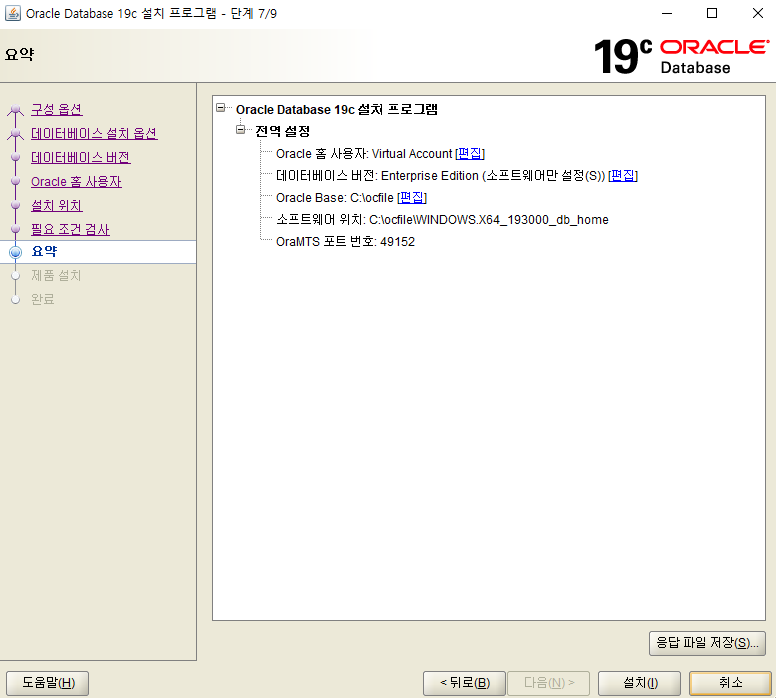 Oracle Database 19c 설치 프로그램 - 단계 7/9
요약
19c ORACLE Database
구성 옵션
데이터베이스 설치 옵션
데이터베이스 버전
Oracle 홈 사용자
설치 위치
필요 조건 검사
요약
제품 설치
완료
Oracle Database 19c 설치 프로그램
전역 설정
Oracle 홈 사용자: Virtual Account [편집]
데이터베이스 버전: Enterprise Edition (소프트웨어만 설정(S)) [편집]
Oracle Base: C:\ocfile [편집]
소프트웨어 위치: C:\ocfile\WINDOWS.X64_193000_db_home
OraMTS 포트 번호: 49152
응답 파일 저장(S)...
도움말(H)
< 뒤로(B)
다음(N) >
설치(I)
취소